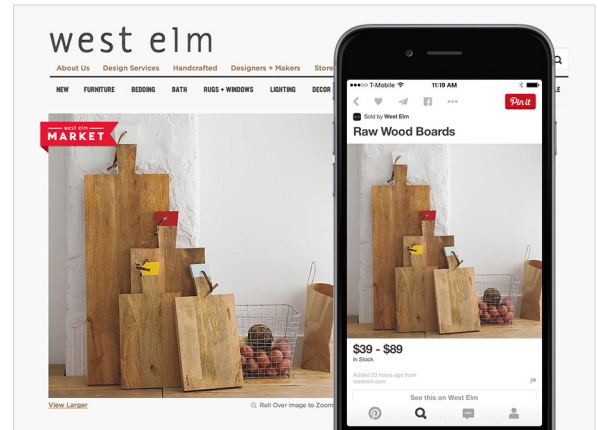 west elm
About Us Design Services Handcrafted Designers + Makers Store
NEW FURNITURE BEDDING BATH RUGS + WINDOWS LIGHTING DECOR
LE
west elm
MARKET
View Larger
Roll Over Image to Zoom
T-Mobile 11:19 AM
Pin it
Sold by West Elm
Raw Wood Boards
$39 - $89
In Stock
Added 23 hours ago from
westelm.com
See this on West Elm